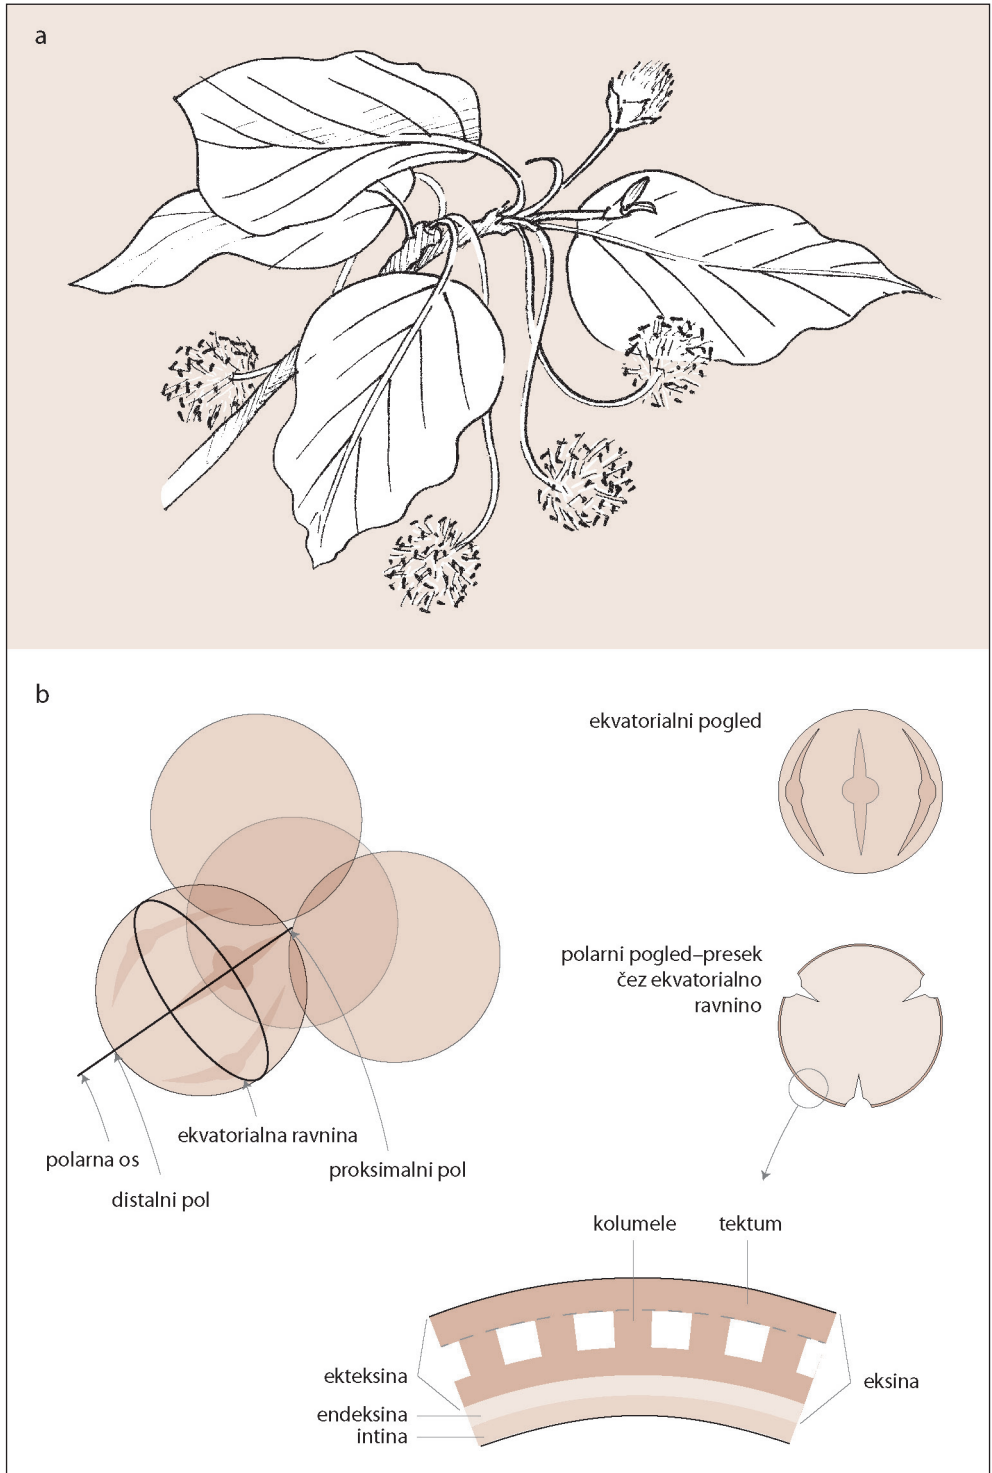 a
b
ekvatorialni pogled
polarni pogled–presek
čez ekvatorialno
ravnino
ekvatorialna ravnina
polarna os
proksimalni pol
distalni pol
kolumele
tektum
ekteksina
eksina
endeksina
intina